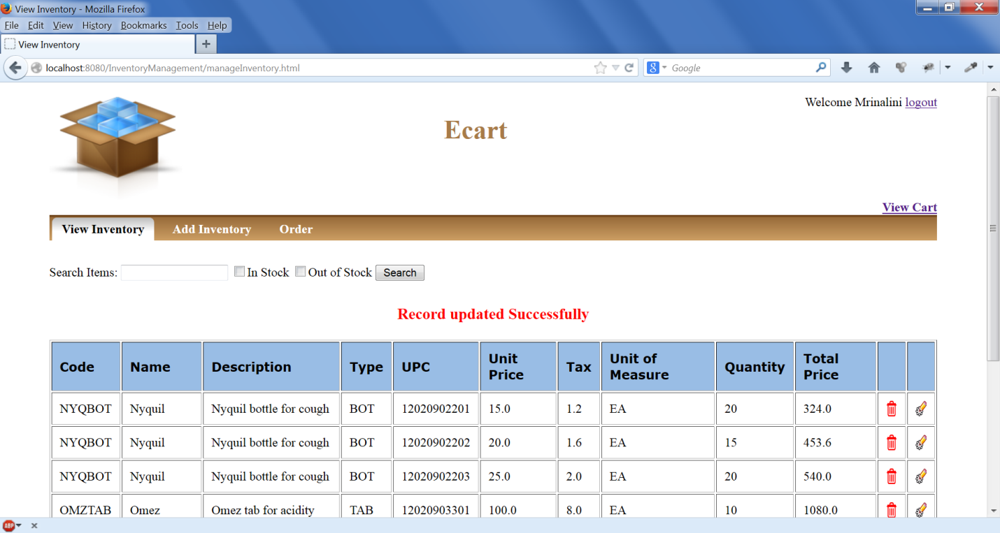 View Inventory - Mozilla Firefox
File Edit View History Bookmarks Tools Help
View Inventory +
localhost:8080/InventoryManagement/manageInventory.html 8 Google
Welcome Mrinalini logout
Ecart
View Cart
View Inventory Add Inventory Order
Search Items: In Stock Out of Stock Search
Record updated Successfully
Code Name Description Type UPC Unit Price Tax Unit of Measure Quantity Total Price
NYQBOT Nyquil Nyquil bottle for cough BOT 12020902201 15.0 1.2 EA 20 324.0
NYQBOT Nyquil Nyquil bottle for cough BOT 12020902202 20.0 1.6 EA 15 453.6
NYQBOT Nyquil Nyquil bottle for cough BOT 12020902203 25.0 2.0 EA 20 540.0
OMZTAB Omez Omez tab for acidity TAB 12020903301 100.0 8.0 EA 10 1080.0
ABP